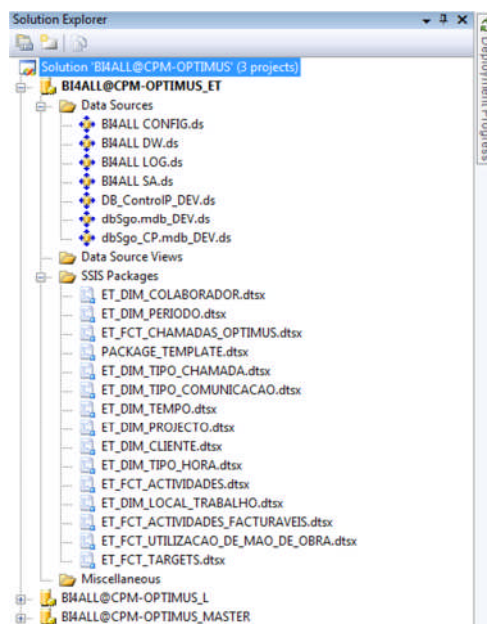 Solution Explorer
Solution 'BI4ALL@CPM-OPTIMUS' (3 projects)
BI4ALL@CPM-OPTIMUS_ET
Data Sources
BI4ALL CONFIG.ds
BI4ALL DW.ds
BI4ALL LOG.ds
BI4ALL SA.ds
DB_ControlP_DEV.ds
dbSgo.mdb_DEV.ds
dbSgo_CP.mdb_DEV.ds
Data Source Views
SSIS Packages
ET_DIM_COLABORADOR.dtsx
ET_DIM_PERIODO.dtsx
ET_FCT_CHAMADAS_OPTIMUS.dtsx
PACKAGE_TEMPLATE.dtsx
ET_DIM_TIPO_CHAMADA.dtsx
ET_DIM_TIPO_COMUNICACAO.dtsx
ET_DIM_TEMPO.dtsx
ET_DIM_PROJECTO.dtsx
ET_DIM_CLIENTE.dtsx
ET_DIM_TIPO_HORA.dtsx
ET_FCT_ACTIVIDADES.dtsx
ET_DIM_LOCAL_TRABALHO.dtsx
ET_FCT_ACTIVIDADES_FACTURAVEIS.dtsx
ET_FCT_UTILIZACAO_DE_MAO_DE_OBRA.dtsx
ET_FCT_TARGETS.dtsx
Miscellaneous
BI4ALL@CPM-OPTIMUS_L
BI4ALL@CPM-OPTIMUS_MASTER
Deployment Progress